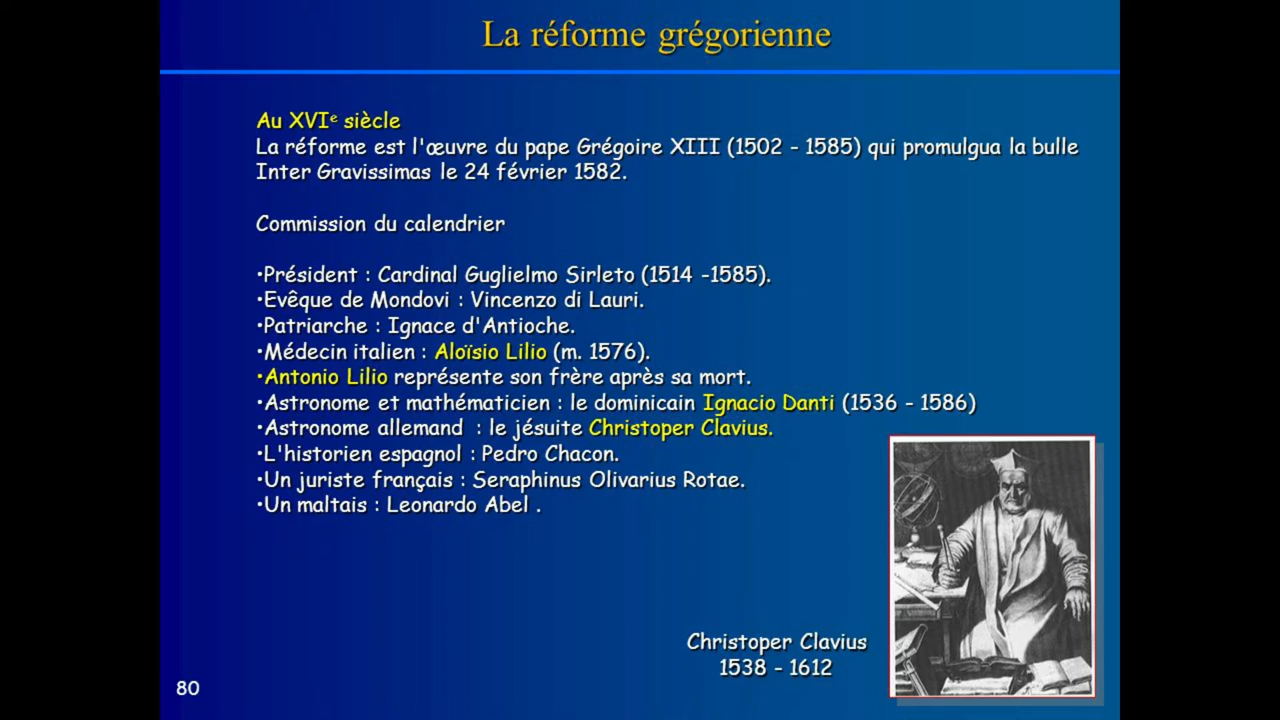 La réforme grégorienne
Au XVIe siècle
La réforme est l'œuvre du pape Grégoire XIII (1502 - 1585) qui promulgua la bulle
Inter Gravissimas le 24 février 1582.
Commission du calendrier
•Président : Cardinal Guglielmo Sirleto (1514 -1585).
•Evêque de Mondovi : Vincenzo di Lauri.
•Patriarche : Ignace d'Antioche.
•Médecin italien : Aloïsio Lilio (m. 1576).
•Antonio Lilio représente son frère après sa mort.
•Astronome et mathématicien : le dominicain Ignacio Danti (1536 - 1586)
•Astronome allemand : le jésuite Christoper Clavius.
•L'historien espagnol : Pedro Chacon.
•Un juriste français : Seraphinus Olivarius Rotae.
•Un maltais : Leonardo Abel .
Christoper Clavius
1538 - 1612
80